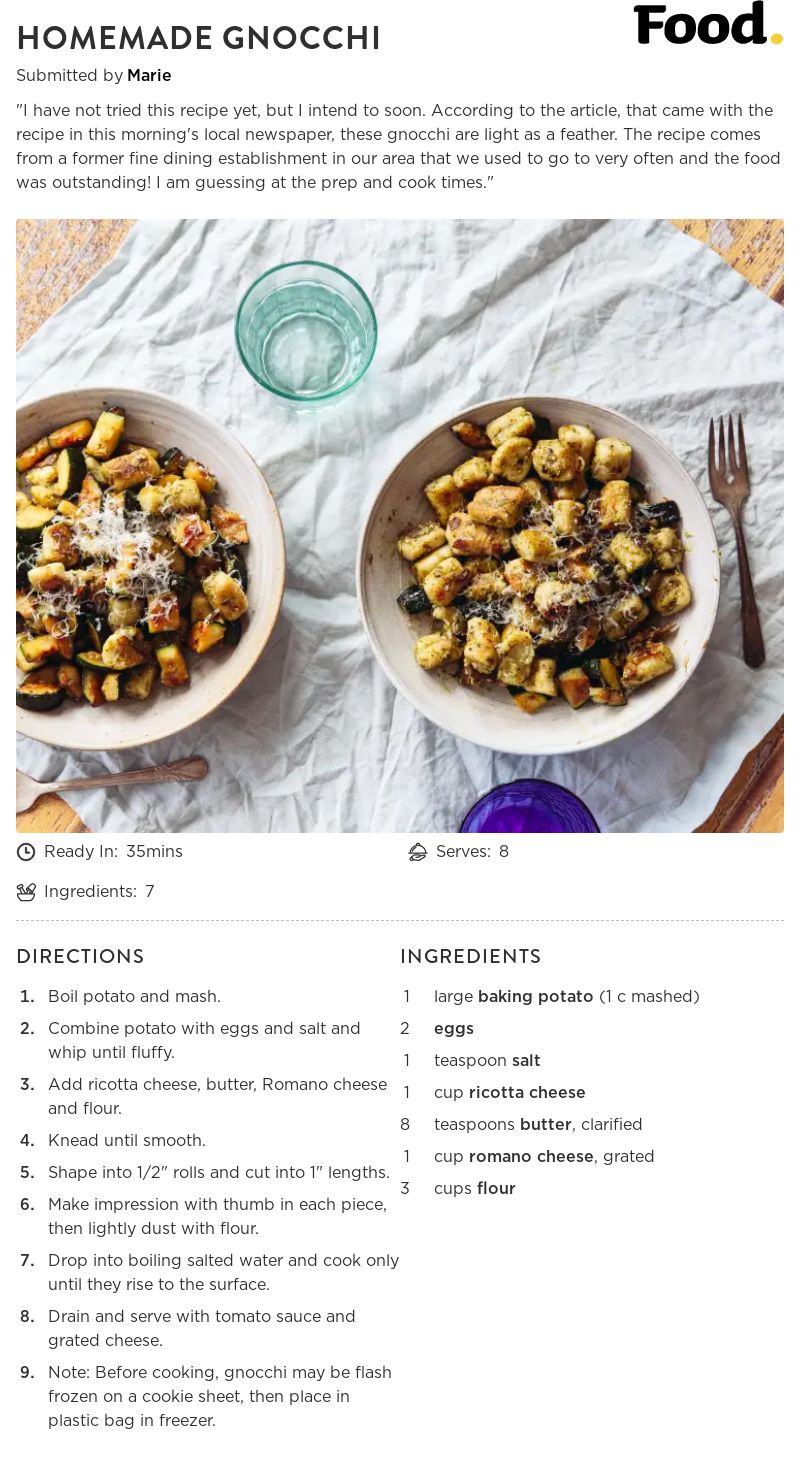 HOMEMADE GNOCCHI
Food.
Submitted by Marie
"I have not tried this recipe yet, but I intend to soon. According to the article, that came with the
recipe in this morning's local newspaper, these gnocchi are light as a feather. The recipe comes
from a former fine dining establishment in our area that we used to go to very often and the food
was outstanding! I am guessing at the prep and cook times."
Ready In: 35mins
Serves: 8
Ingredients: 7
DIRECTIONS
1. Boil potato and mash.
2. Combine potato with eggs and salt and
whip until fluffy.
3. Add ricotta cheese, butter, Romano cheese
and flour.
4. Knead until smooth.
5. Shape into 1/2" rolls and cut into 1" lengths.
6. Make impression with thumb in each piece,
then lightly dust with flour.
7. Drop into boiling salted water and cook only
until they rise to the surface.
8. Drain and serve with tomato sauce and
grated cheese.
9. Note: Before cooking, gnocchi may be flash
frozen on a cookie sheet, then place in
plastic bag in freezer.
INGREDIENTS
1 large baking potato (1 c mashed)
2 eggs
1 teaspoon salt
1 cup ricotta cheese
8 teaspoons butter, clarified
1 cup romano cheese, grated
3 cups flour